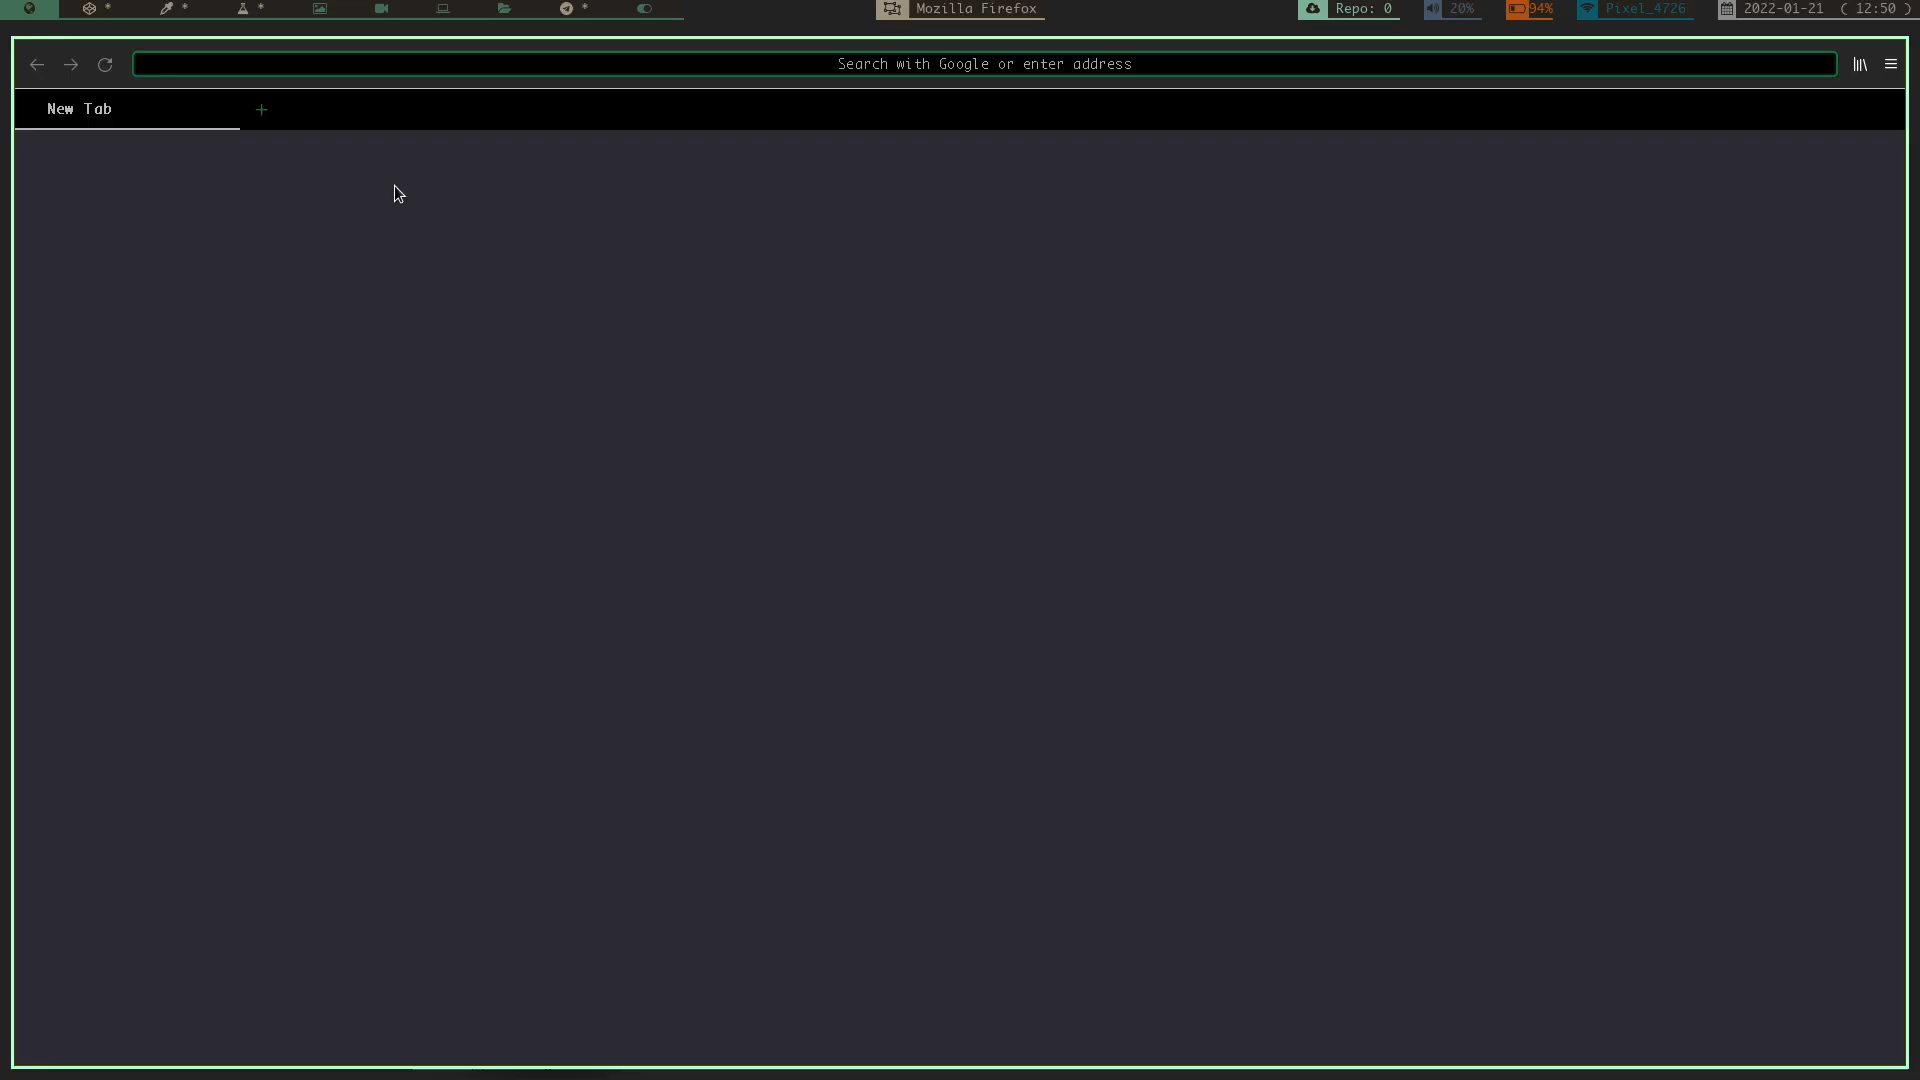 * * * * Mozilla Firefox Repo: 0 20% 94% Pixel_4726 2022-01-21 ( 12:50 )
Search with Google or enter address
New Tab +